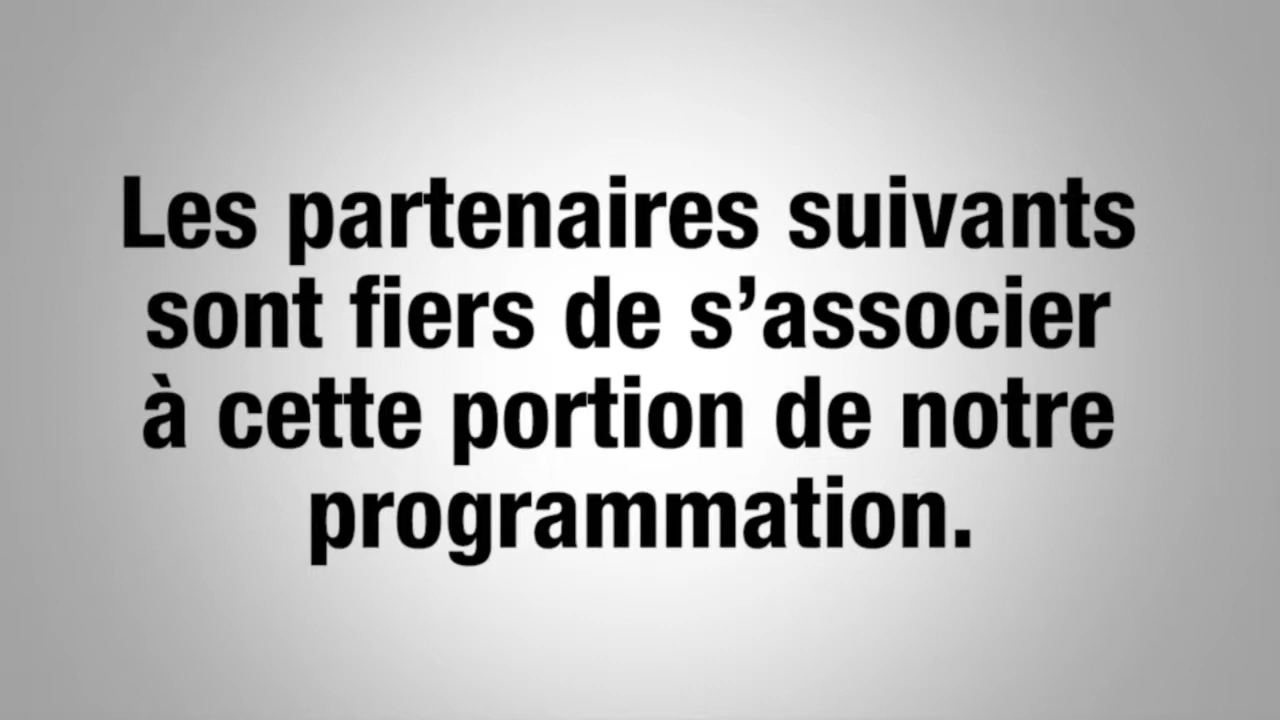 Les partenaires suivants
sont fiers de s’associer
à cette portion de notre
programmation.